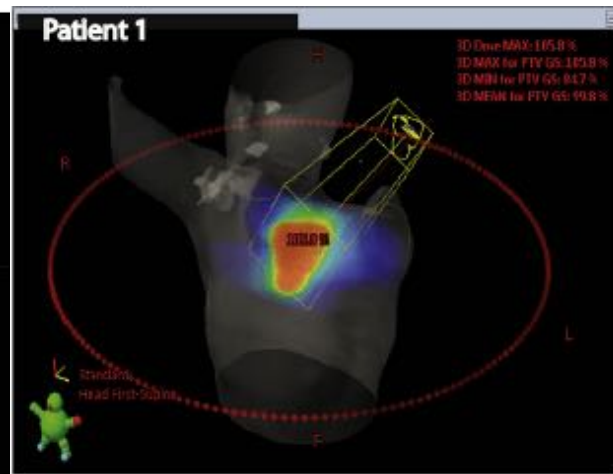 Patient 1
3D Dose MAX: 105.8 %
3D MAX for PTV GS: 105.8 %
3D MIN for PTV GS: 84.7 %
3D MEAN for PTV GS: 99.8 %
H
R
L
Standard
Head First-Supine
F